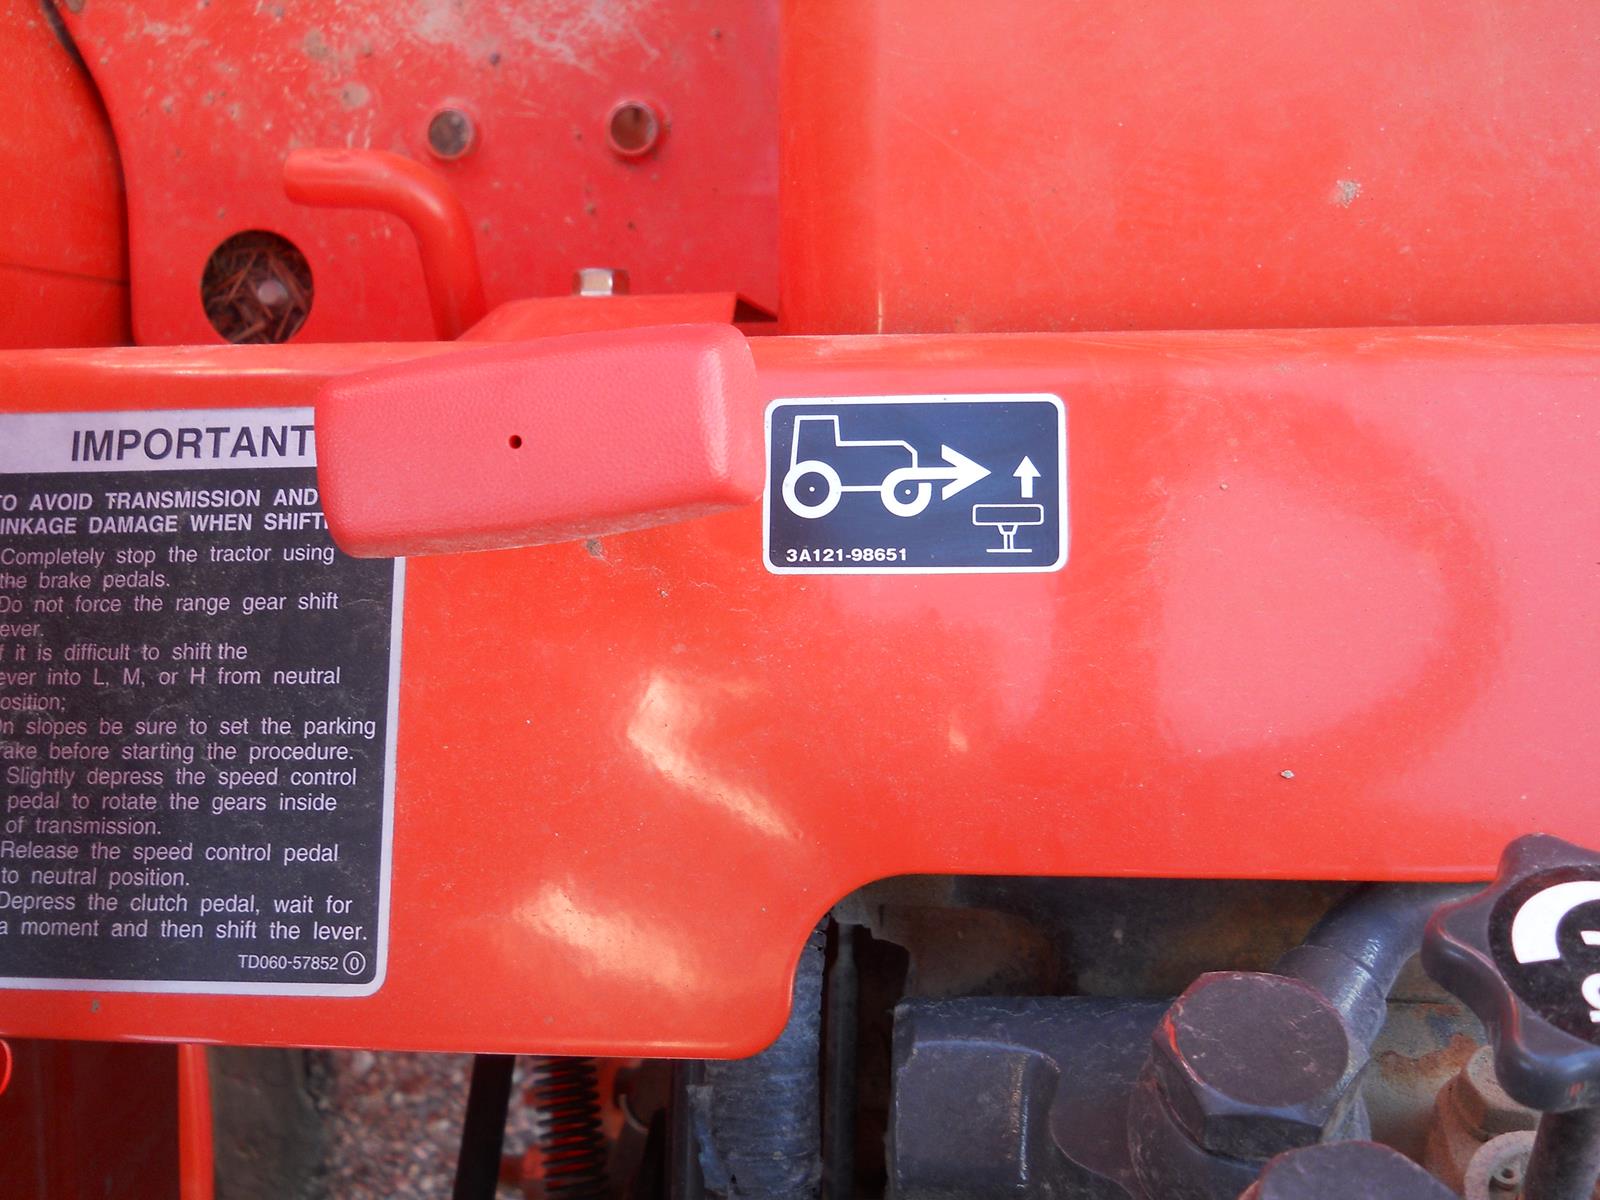 IMPORTANT
TO AVOID TRANSMISSION AND
INKAGE DAMAGE WHEN SHIFTI
Completely stop the tractor using
the brake pedals.
Do not force the range gear shift
ever.
f it is difficult to shift the
ever into L, M, or H from neutral
osition;
On slopes be sure to set the parking
rake before starting the procedure.
Slightly depress the speed control
pedal to rotate the gears inside
of transmission.
Release the speed control pedal
to neutral position.
Depress the clutch pedal, wait for
a moment and then shift the lever.
TD060-57852 0
3A121-98651